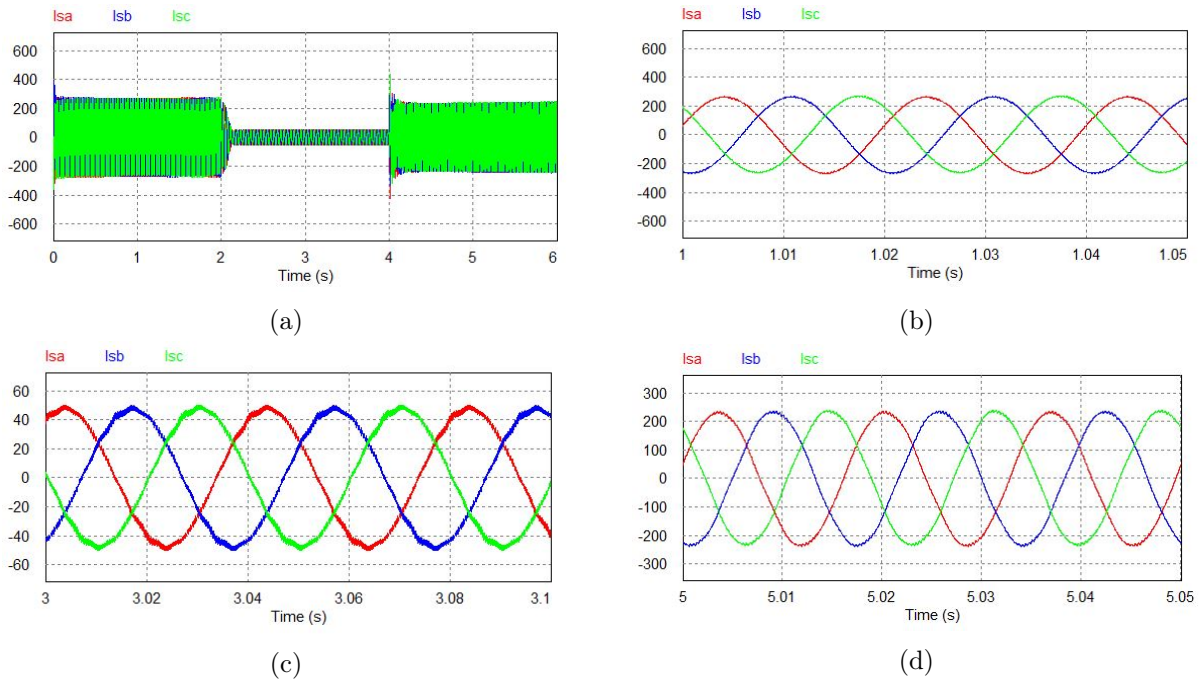 Isa Isb Isc
600
400
200
0
-200
-400
-600
0 1 2 3 4 5 6
Time (s)
(a)
Isa Isb Isc
600
400
200
0
-200
-400
-600
1 1.01 1.02 1.03 1.04 1.05
Time (s)
(b)
Isa Isb Isc
60
40
20
0
-20
-40
-60
3 3.02 3.04 3.06 3.08 3.1
Time (s)
(c)
Isa Isb Isc
300
200
100
0
-100
-200
-300
5 5.01 5.02 5.03 5.04 5.05
Time (s)
(d)